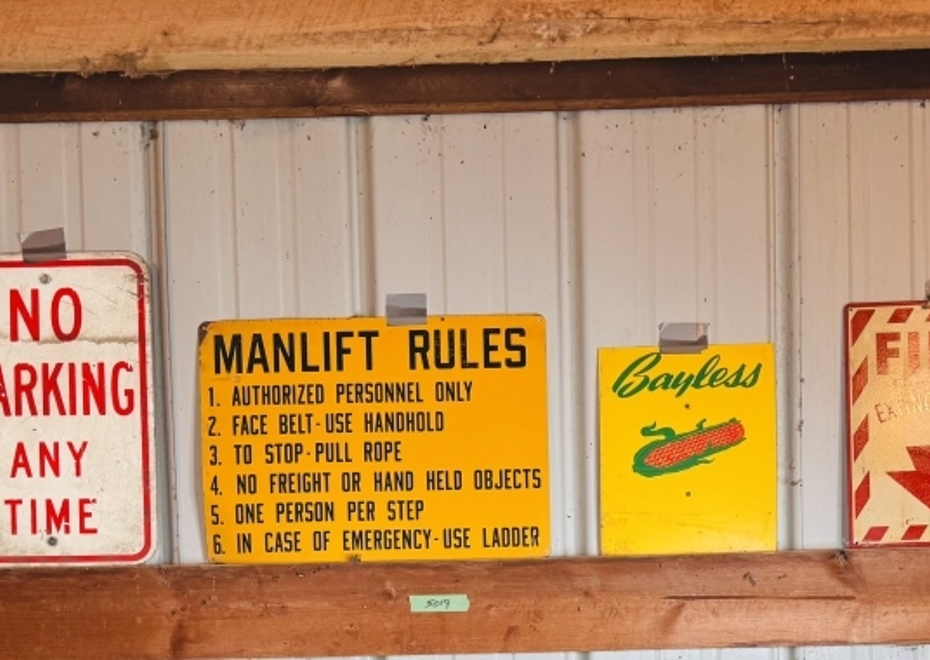 NO
ARKING
ANY
TIME
MANLIFT RULES
1. AUTHORIZED PERSONNEL ONLY
2. FACE BELT-USE HANDHOLD
3. TO STOP-PULL ROPE
4. NO FREIGHT OR HAND HELD OBJECTS
5. ONE PERSON PER STEP
6. IN CASE OF EMERGENCY-USE LADDER
Bayless
FI